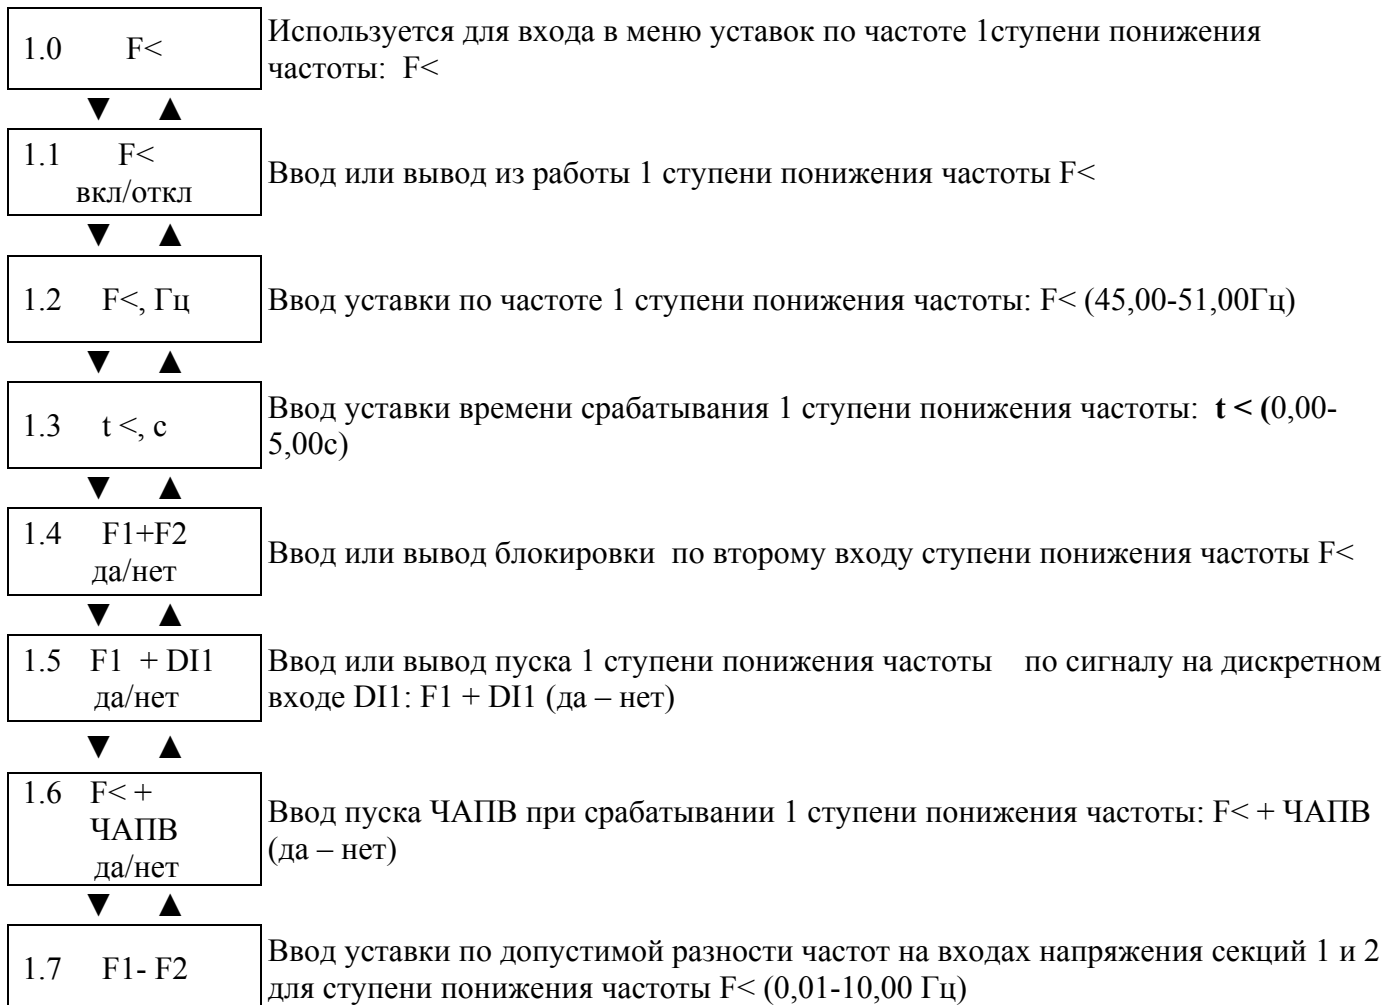 1.0 F<
Используется для входа в меню уставок по частоте 1ступени понижения
частоты: F<
▼ ▲
1.1 F<
вкл/откл
Ввод или вывод из работы 1 ступени понижения частоты F<
▼ ▲
1.2 F<, Гц
Ввод уставки по частоте 1 ступени понижения частоты: F< (45,00-51,00Гц)
▼ ▲
1.3 t <, с
Ввод уставки времени срабатывания 1 ступени понижения частоты: t < (0,00-
5,00с)
▼ ▲
1.4 F1+F2
да/нет
Ввод или вывод блокировки по второму входу ступени понижения частоты F<
▼ ▲
1.5 F1 + DI1
да/нет
Ввод или вывод пуска 1 ступени понижения частоты по сигналу на дискретном
входе DI1: F1 + DI1 (да – нет)
▼ ▲
1.6 F< +
ЧАПВ
да/нет
Ввод пуска ЧАПВ при срабатывании 1 ступени понижения частоты: F< + ЧАПВ
(да – нет)
▼ ▲
1.7 F1- F2
Ввод уставки по допустимой разности частот на входах напряжения секций 1 и 2
для ступени понижения частоты F< (0,01-10,00 Гц)